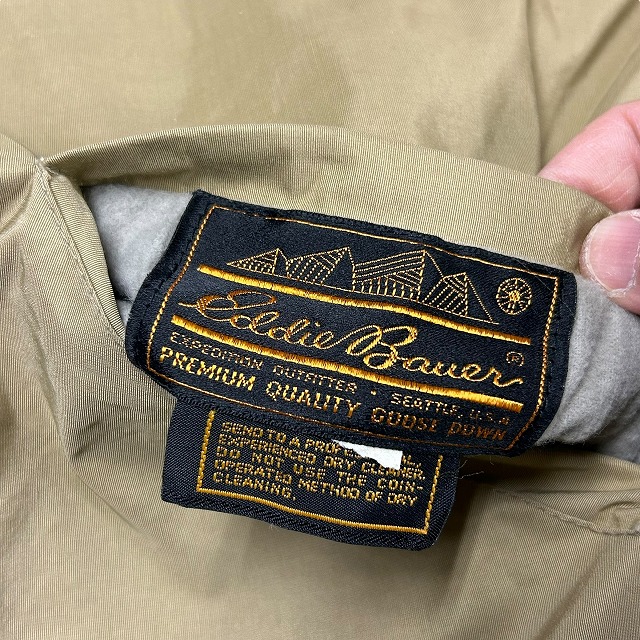 Eddie Bauer®
EXPEDITION OUTFITTER • SEATTLE, U.S.A
PREMIUM QUALITY GOOSE DOWN
SEND TO A
EXPERIENCED DRY CLEANER
DO NOT USE THE COIN-
OPERATED METHOD OF DRY
CLEANING.